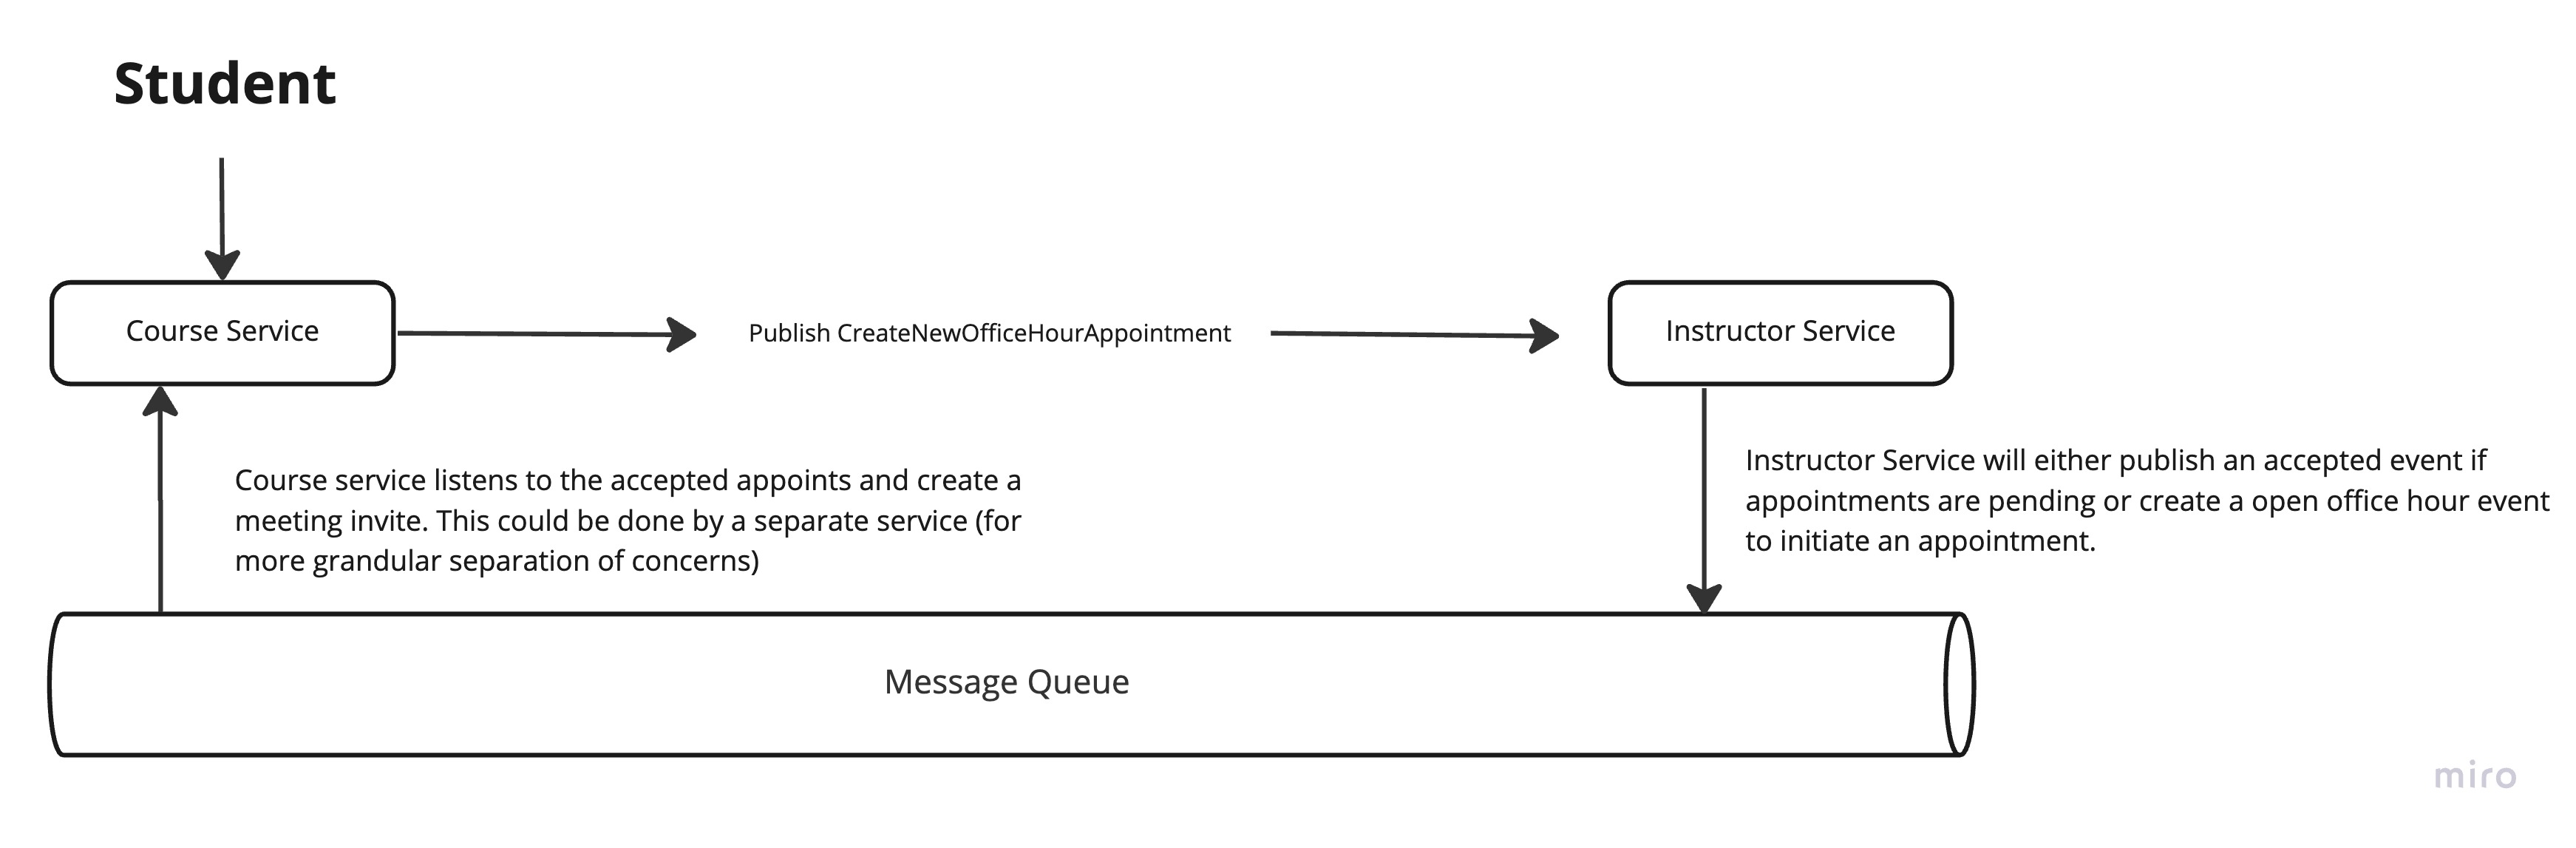 Student
Course Service
Publish CreateNewOfficeHourAppointment
Instructor Service
Course service listens to the accepted appoints and create a
meeting invite. This could be done by a separate service (for
more grandular separation of concerns)
Instructor Service will either publish an accepted event if
appointments are pending or create a open office hour event
to initiate an appointment.
Message Queue
miro